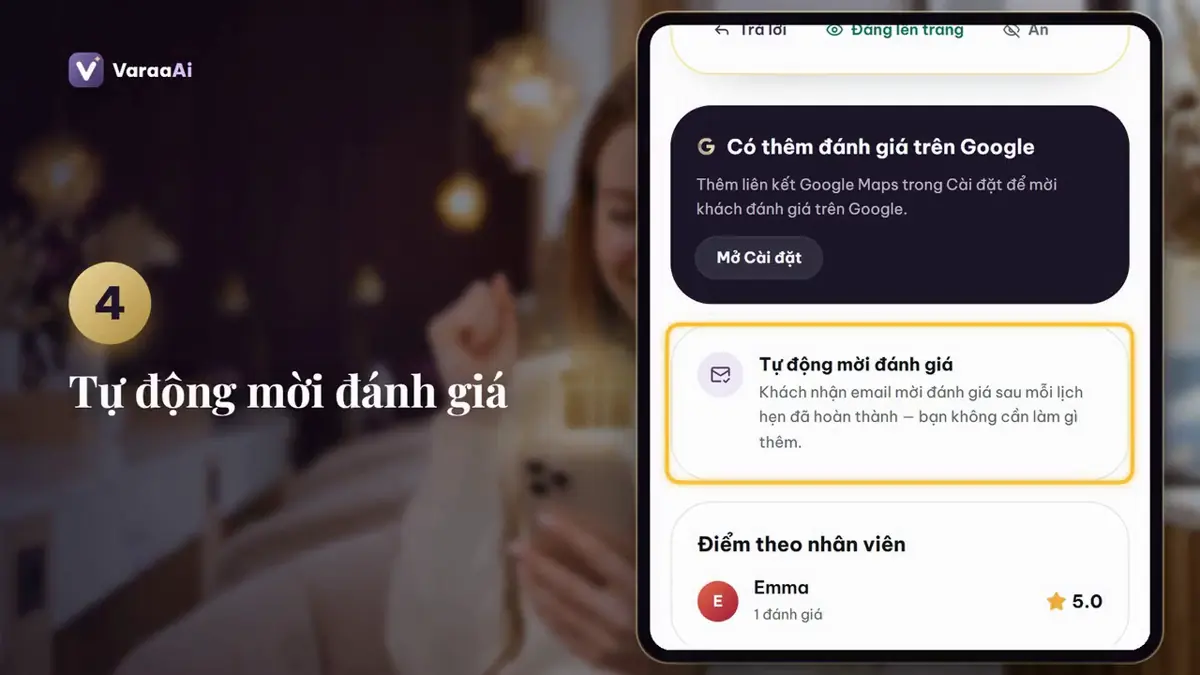 VaraaAi
4
Tự động mời đánh giá
Trả lời
Đăng lên trang
Ẩn
Có thêm đánh giá trên Google
Thêm liên kết Google Maps trong Cài đặt để mời
khách đánh giá trên Google.
Mở Cài đặt
Tự động mời đánh giá
Khách nhận email mời đánh giá sau mỗi lịch
hẹn đã hoàn thành — bạn không cần làm gì
thêm.
Điểm theo nhân viên
E
Emma
5.0
1 đánh giá